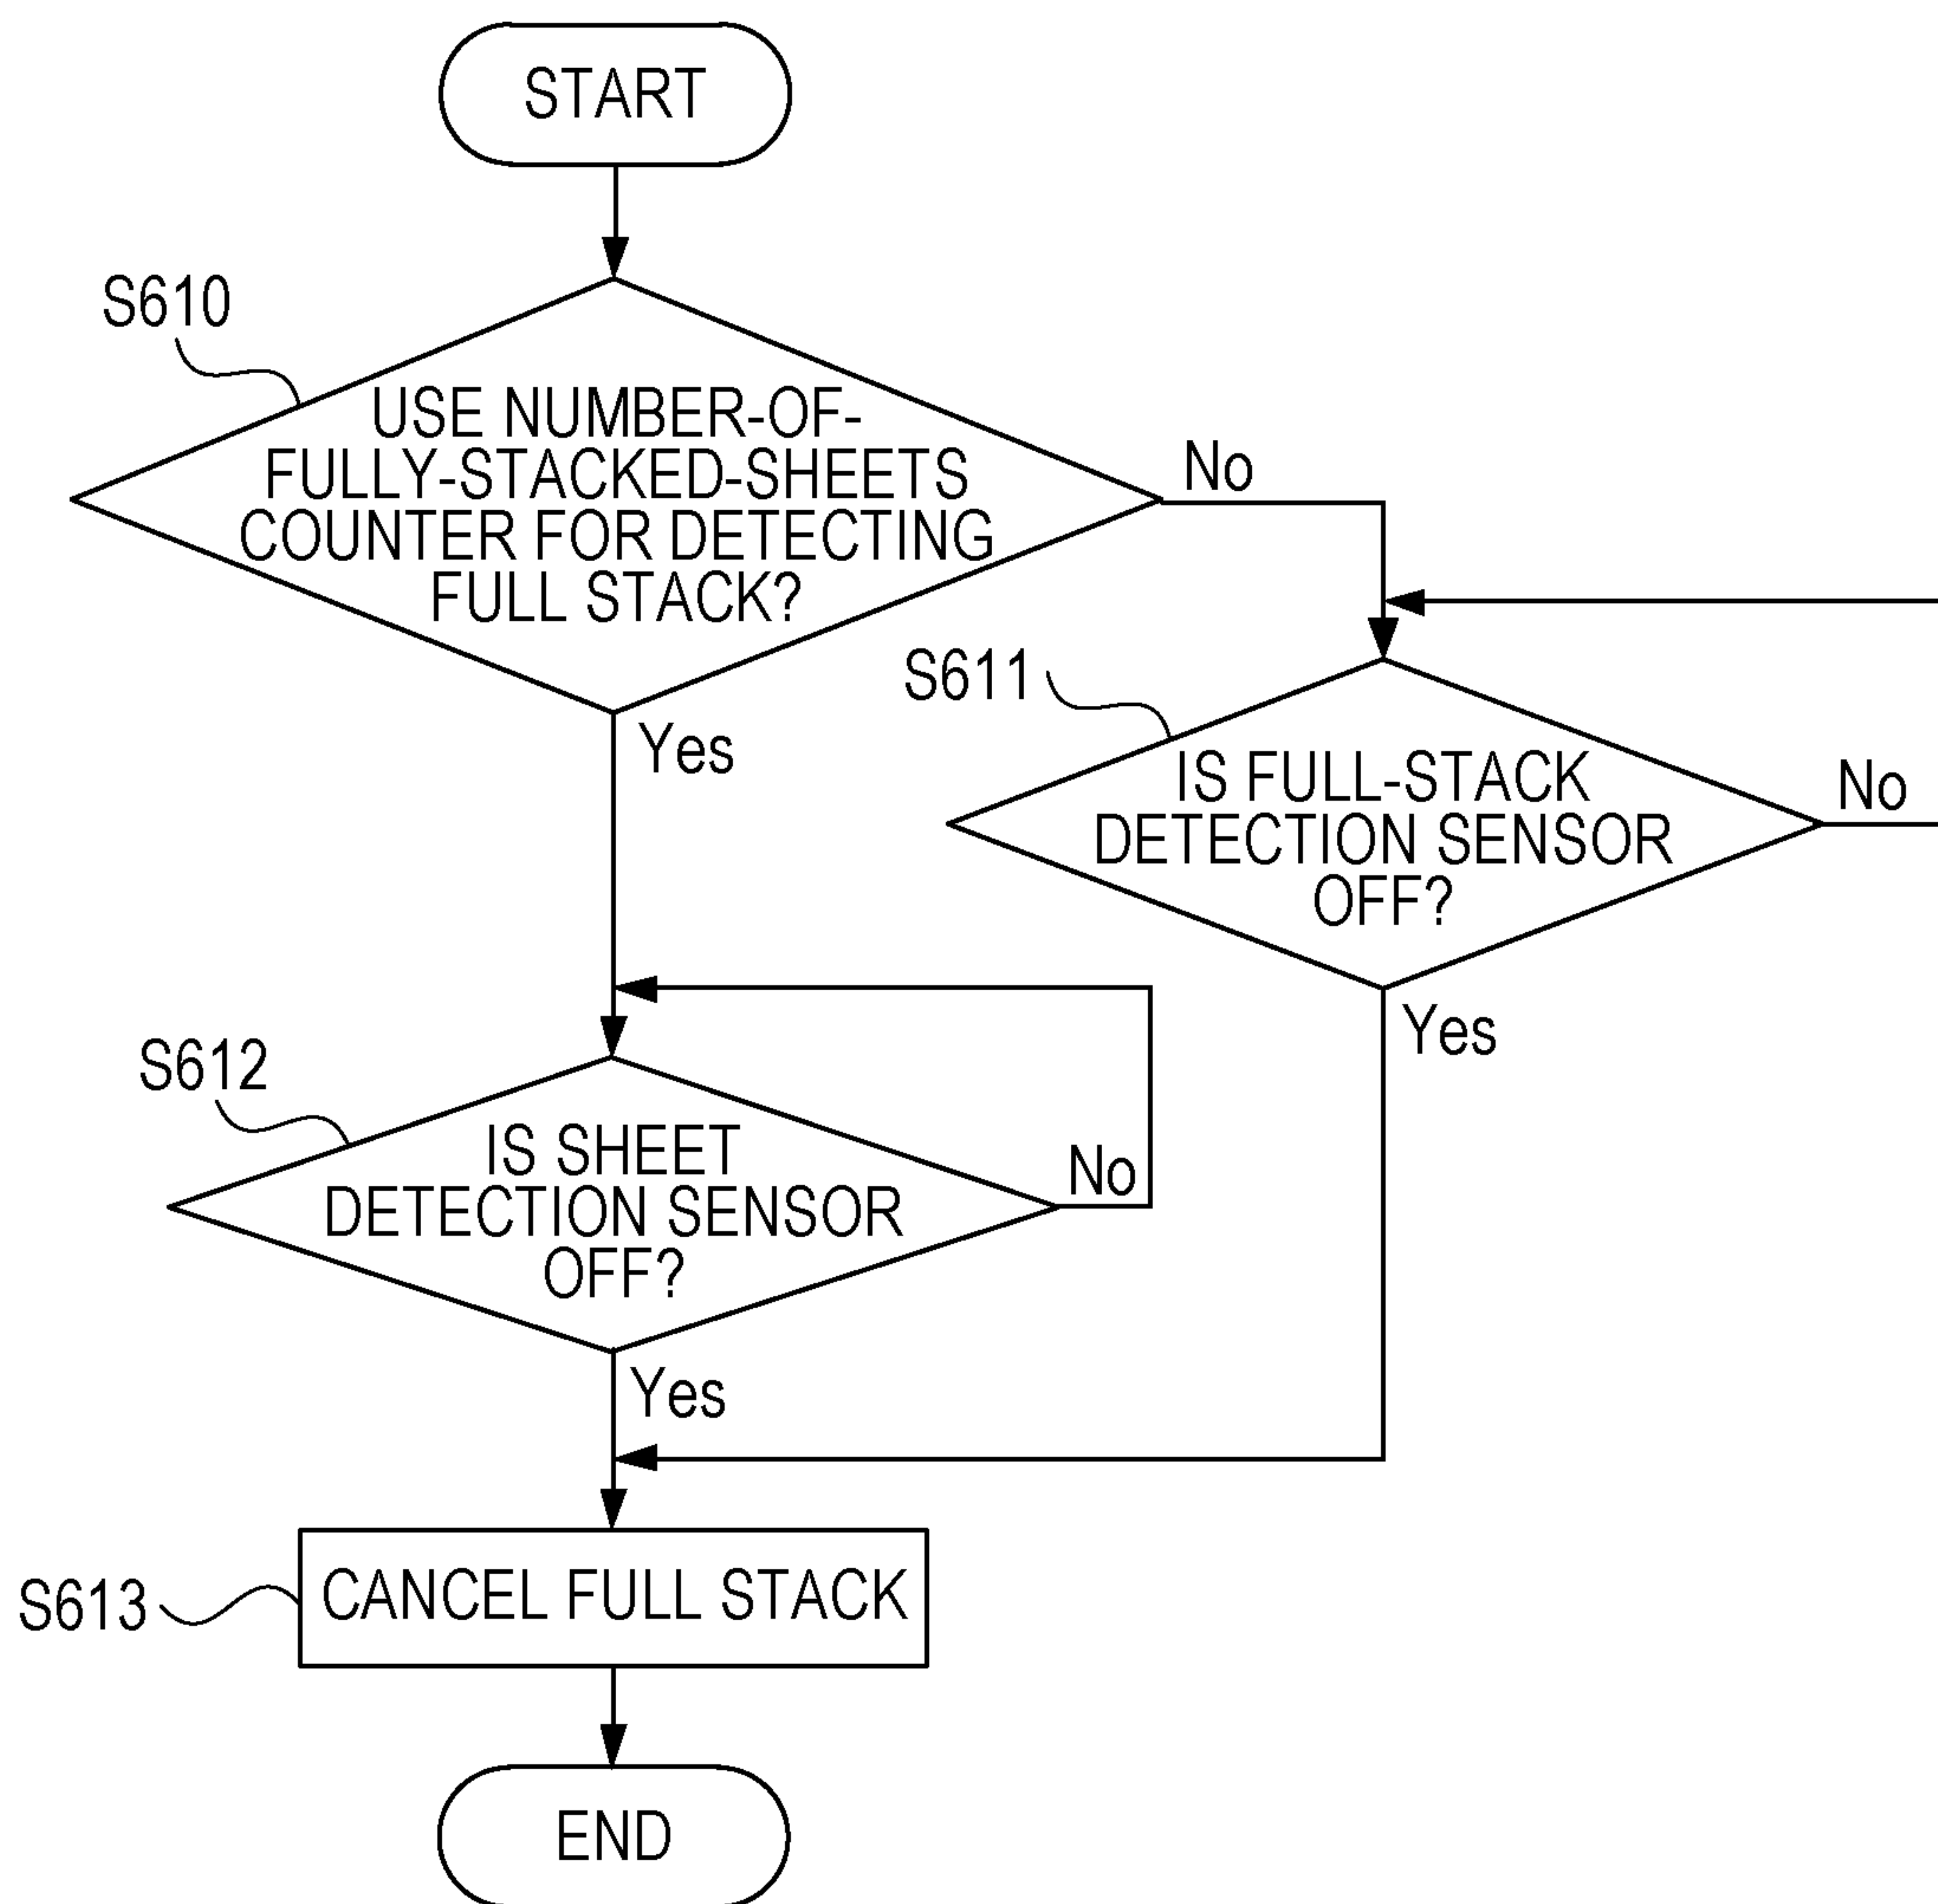 START
S610
USE NUMBER-OF-
FULLY-STACKED-SHEETS
COUNTER FOR DETECTING
FULL STACK?
No
Yes
S611
IS FULL-STACK
DETECTION SENSOR
OFF?
No
Yes
S612
IS SHEET
DETECTION SENSOR
OFF?
No
Yes
S613
CANCEL FULL STACK
END